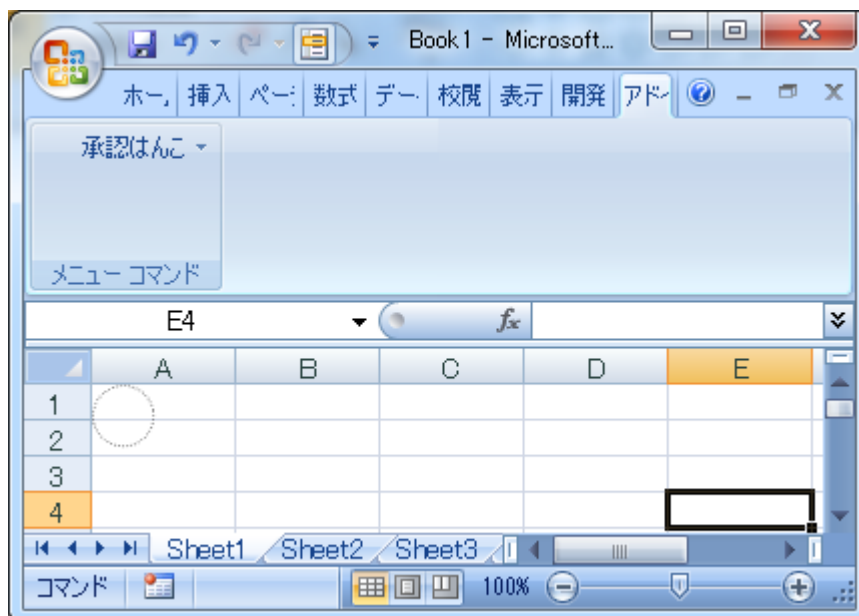 Book1 - Microsoft...
ホー 挿入 ペー 数式 デー 校閲 表示 開発 アド
承認はんこ
メニュー コマンド
E4 fx
A B C D E
1
2
3
4
Sheet1 Sheet2 Sheet3
コマンド 100%